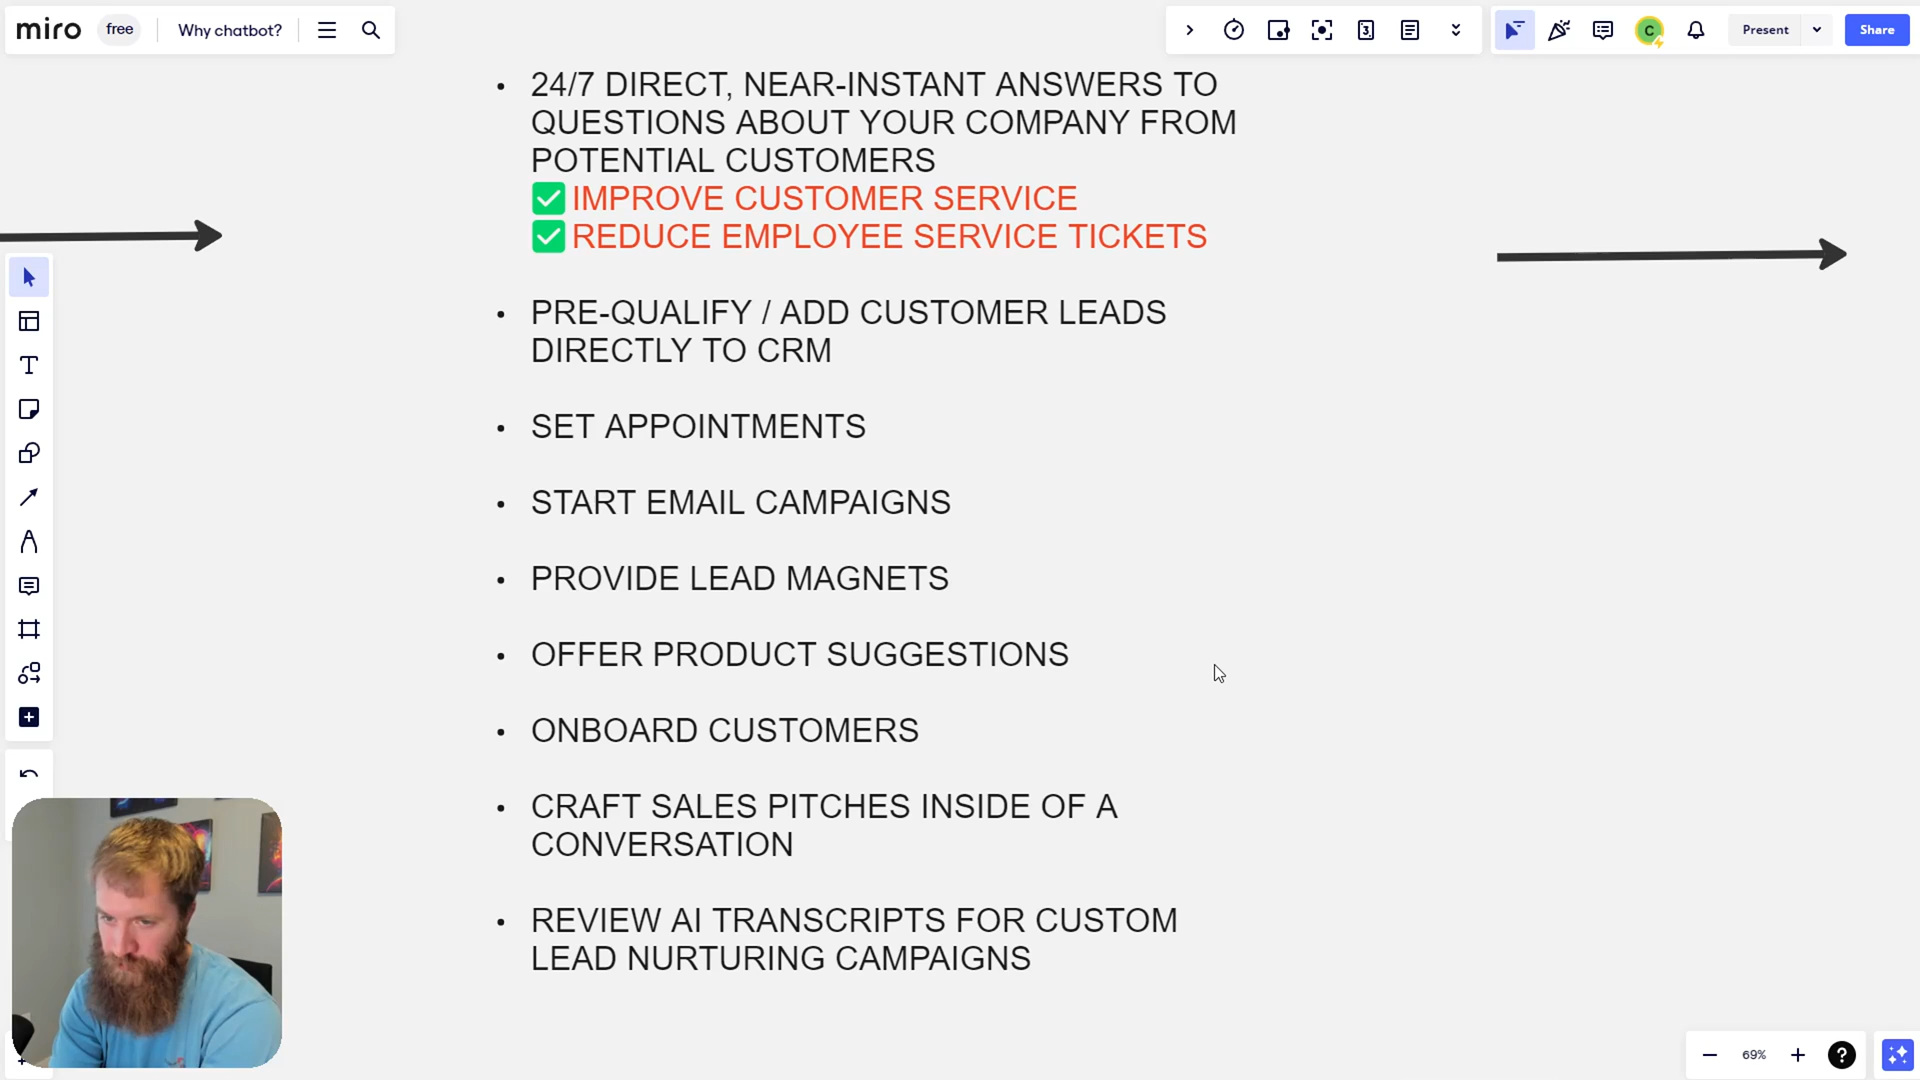 miro free Why chatbot?
3
C
Present
Share
• 24/7 DIRECT, NEAR-INSTANT ANSWERS TO
QUESTIONS ABOUT YOUR COMPANY FROM
POTENTIAL CUSTOMERS
✅ IMPROVE CUSTOMER SERVICE
✅ REDUCE EMPLOYEE SERVICE TICKETS
• PRE-QUALIFY / ADD CUSTOMER LEADS
DIRECTLY TO CRM
• SET APPOINTMENTS
• START EMAIL CAMPAIGNS
• PROVIDE LEAD MAGNETS
• OFFER PRODUCT SUGGESTIONS
• ONBOARD CUSTOMERS
• CRAFT SALES PITCHES INSIDE OF A
CONVERSATION
• REVIEW AI TRANSCRIPTS FOR CUSTOM
LEAD NURTURING CAMPAIGNS
69%